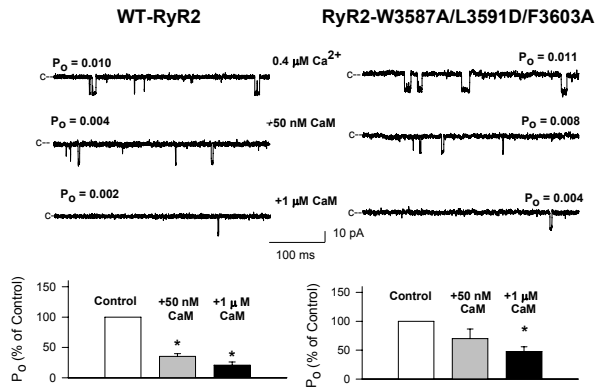 WT-RyR2
RyR2-W3587A/L3591D/F3603A
P_O = 0.010
0.4 µM Ca²⁺
P_O = 0.011
c--
c--
P_O = 0.004
+50 nM CaM
P_O = 0.008
c--
c--
P_O = 0.002
+1 µM CaM
P_O = 0.004
c-
c-
10 pA
100 ms
P_O (% of Control)
150
100
50
0
Control
+50 nM
CaM
+1 µ M
CaM
*
*
P_O (% of Control)
150
100
50
0
Control
+50 nM
CaM
+1 µM
CaM
*